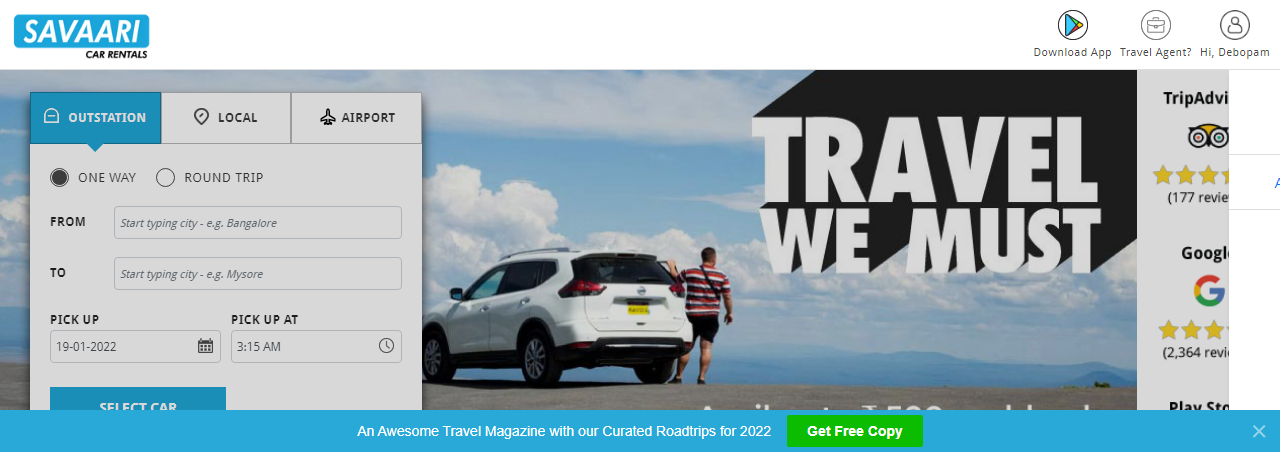 SAVAARI
CAR RENTALS
Download App
Travel Agent?
Hi, Debopam
OUTSTATION
LOCAL
AIRPORT
ONE WAY
ROUND TRIP
FROM
Start typing city - e.g. Bangalore
TO
Start typing city - e.g. Mysore
PICK UP
PICK UP AT
19-01-2022
3:15 AM
SELECT CAR
TRAVEL
WE MUST
TripAdvi
(177 revie
Google
(2,364 revie
Play Sto
An Awesome Travel Magazine with our Curated Roadtrips for 2022
Get Free Copy